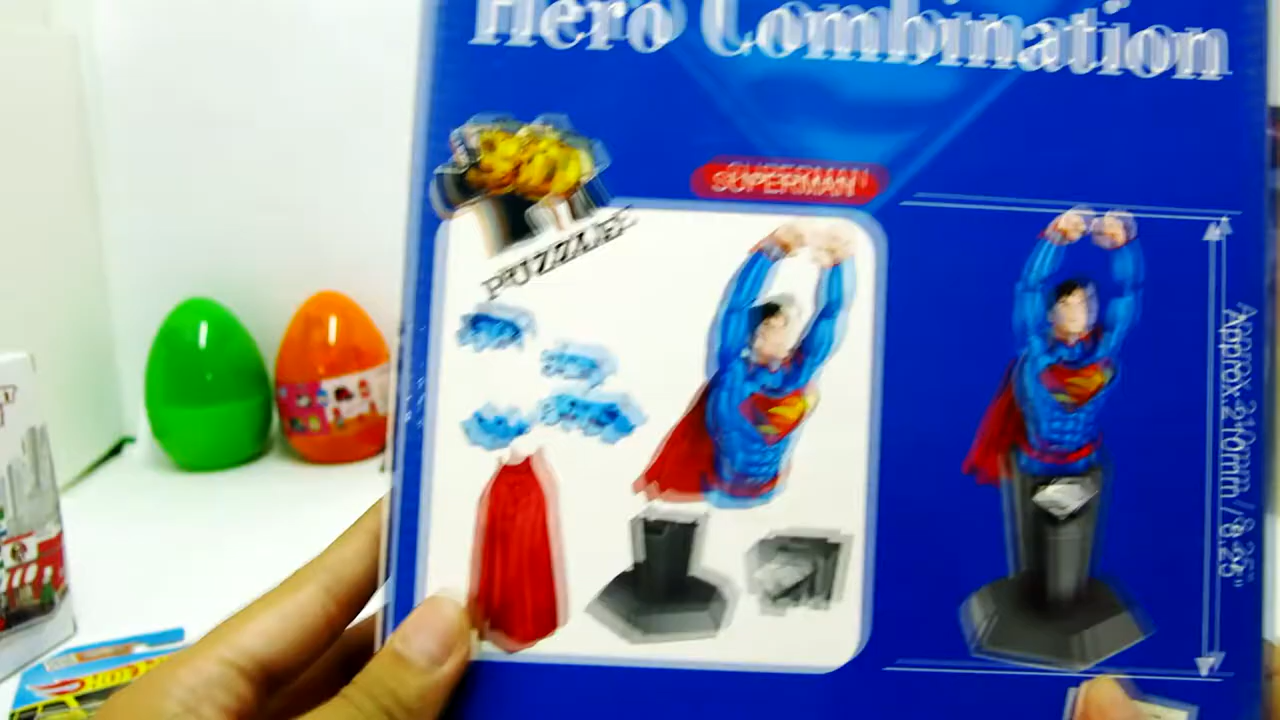 Hero Combination
SUPERMAN
PUZZLE
Approx.210mm / 8.25"